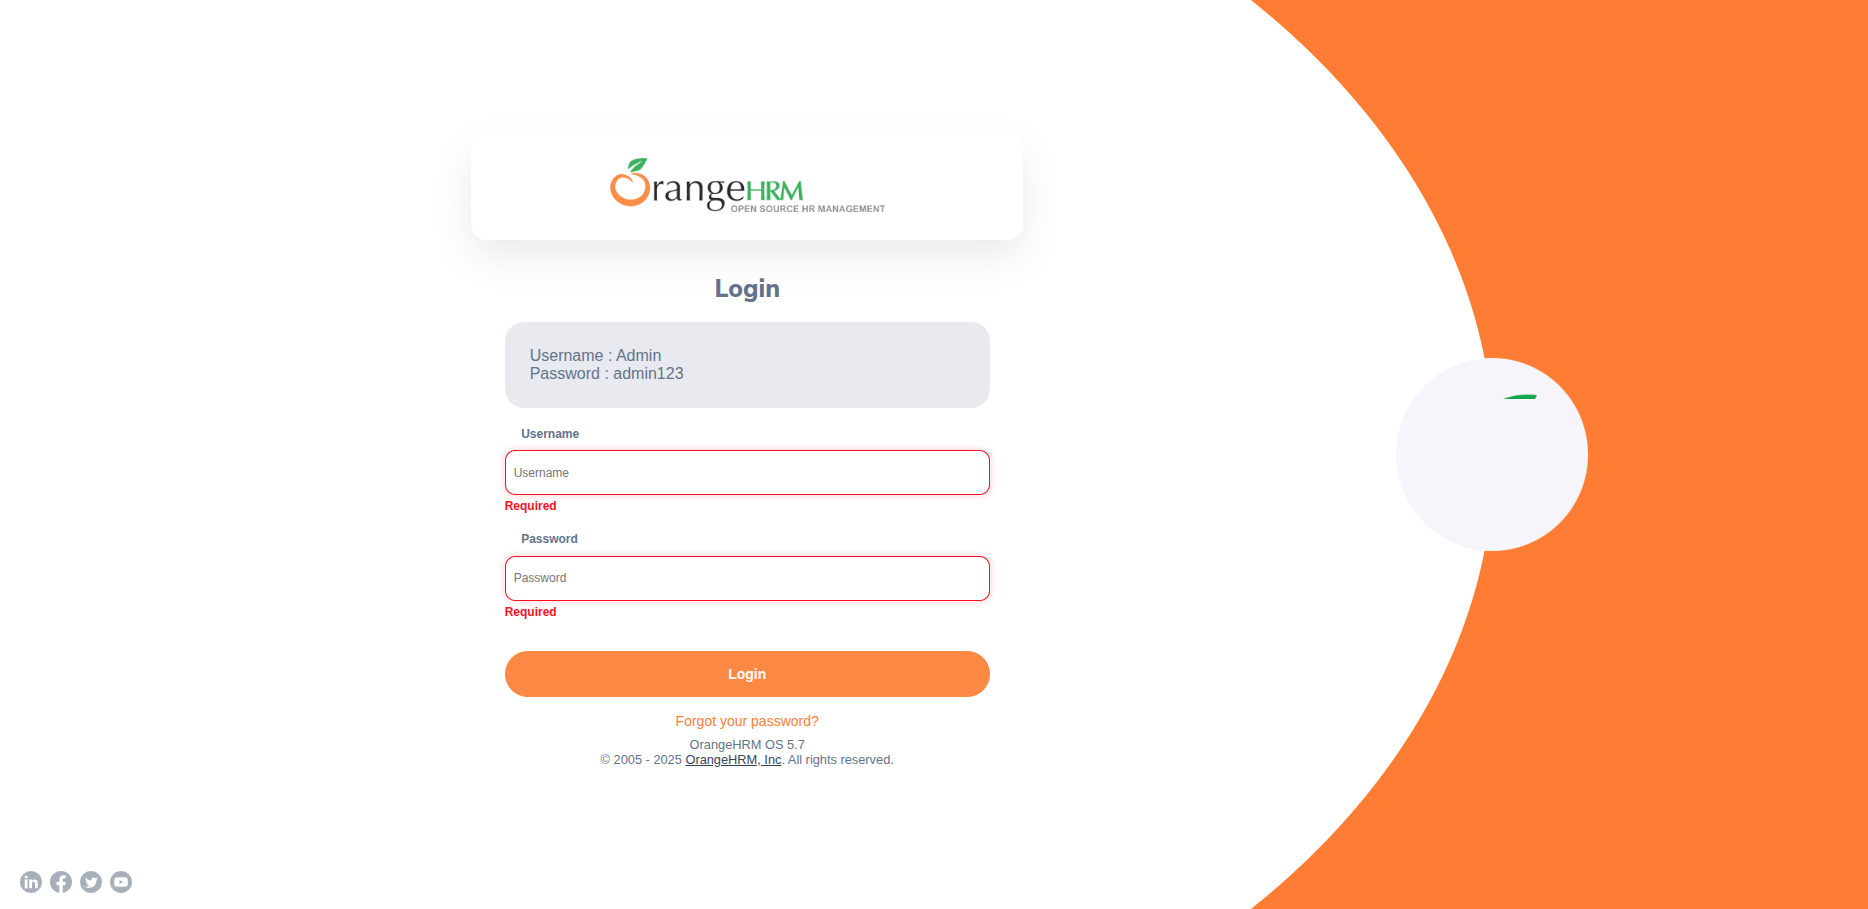 OrangeHRM
OPEN SOURCE HR MANAGEMENT
Login
Username : Admin
Password : admin123
Username
Username
Required
Password
Password
Required
Login
Forgot your password?
OrangeHRM OS 5.7
© 2005 - 2025 OrangeHRM, Inc. All rights reserved.